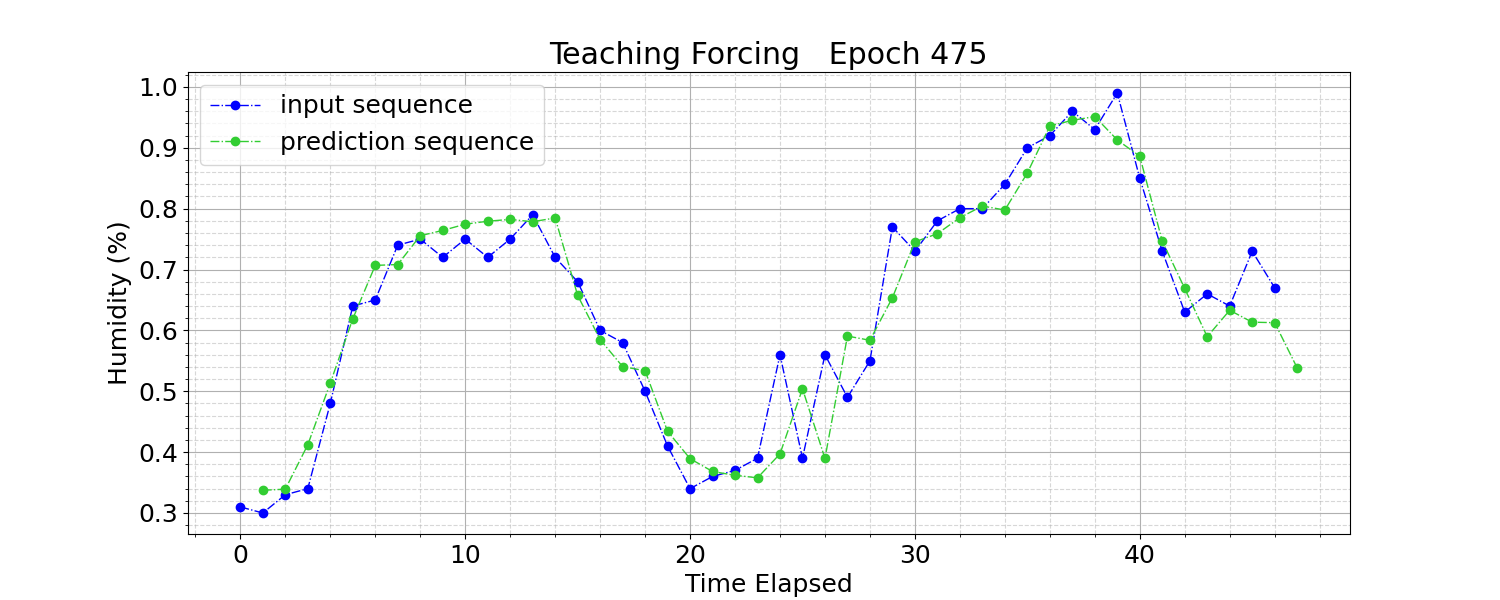 Teaching Forcing   Epoch 475
1.0
0.9
0.8
0.7
0.6
0.5
0.4
0.3
Humidity (%)
input sequence
prediction sequence
0 10 20 30 40
Time Elapsed